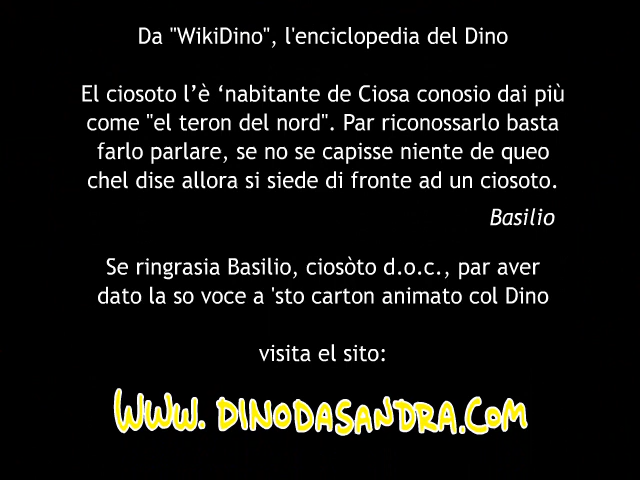 Da "WikiDino", l'enciclopedia del Dino
El ciosoto l’è ‘nabitante de Ciosa conosio dai più
come "el teron del nord". Par riconossarlo basta
farlo parlare, se no se capisse niente de queo
chel dise allora si siede di fronte ad un ciosoto.
Basilio
Se ringrasia Basilio, ciosòto d.o.c., par aver
dato la so voce a 'sto carton animato col Dino
visita el sito:
WWW. DINODASANDRA.COM